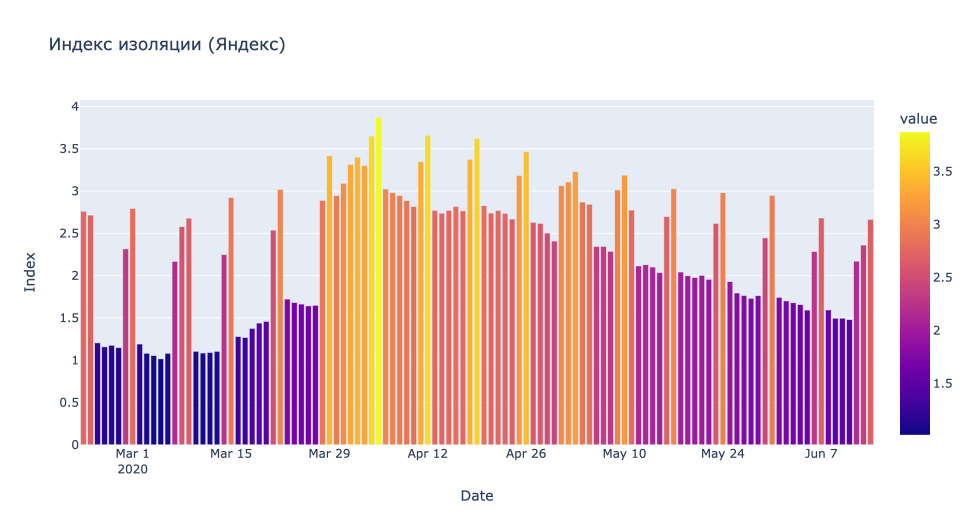 Индекс изоляции (Яндекс)
value
4
3.5
3
2.5
2
1.5
1
0.5
0
Index
3.5
3
2.5
2
1.5
Mar 1
2020
Mar 15
Mar 29
Apr 12
Apr 26
May 10
May 24
Jun 7
Date